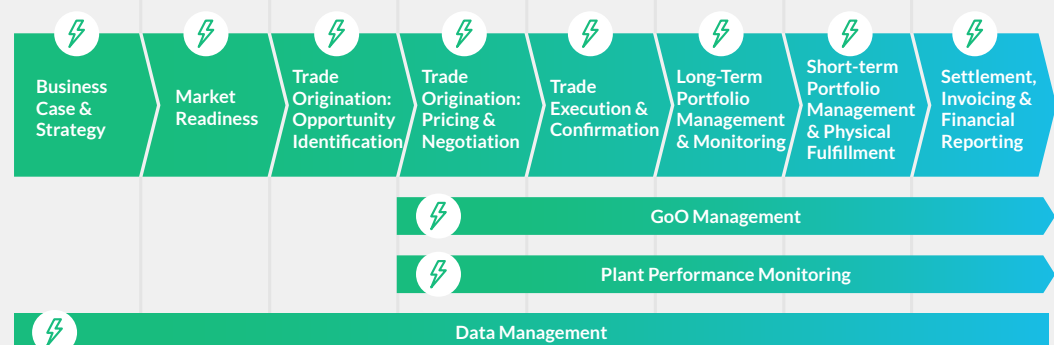 Business
Case &
Strategy
Market
Readiness
Trade
Origination:
Opportunity
Identification
Trade
Origination:
Pricing &
Negotiation
Trade
Execution &
Confirmation
Long-Term
Portfolio
Management
& Monitoring
Short-term
Portfolio
Management
& Physical
Fulfillment
Settlement,
Invoicing &
Financial
Reporting
GoO Management
Plant Performance Monitoring
Data Management